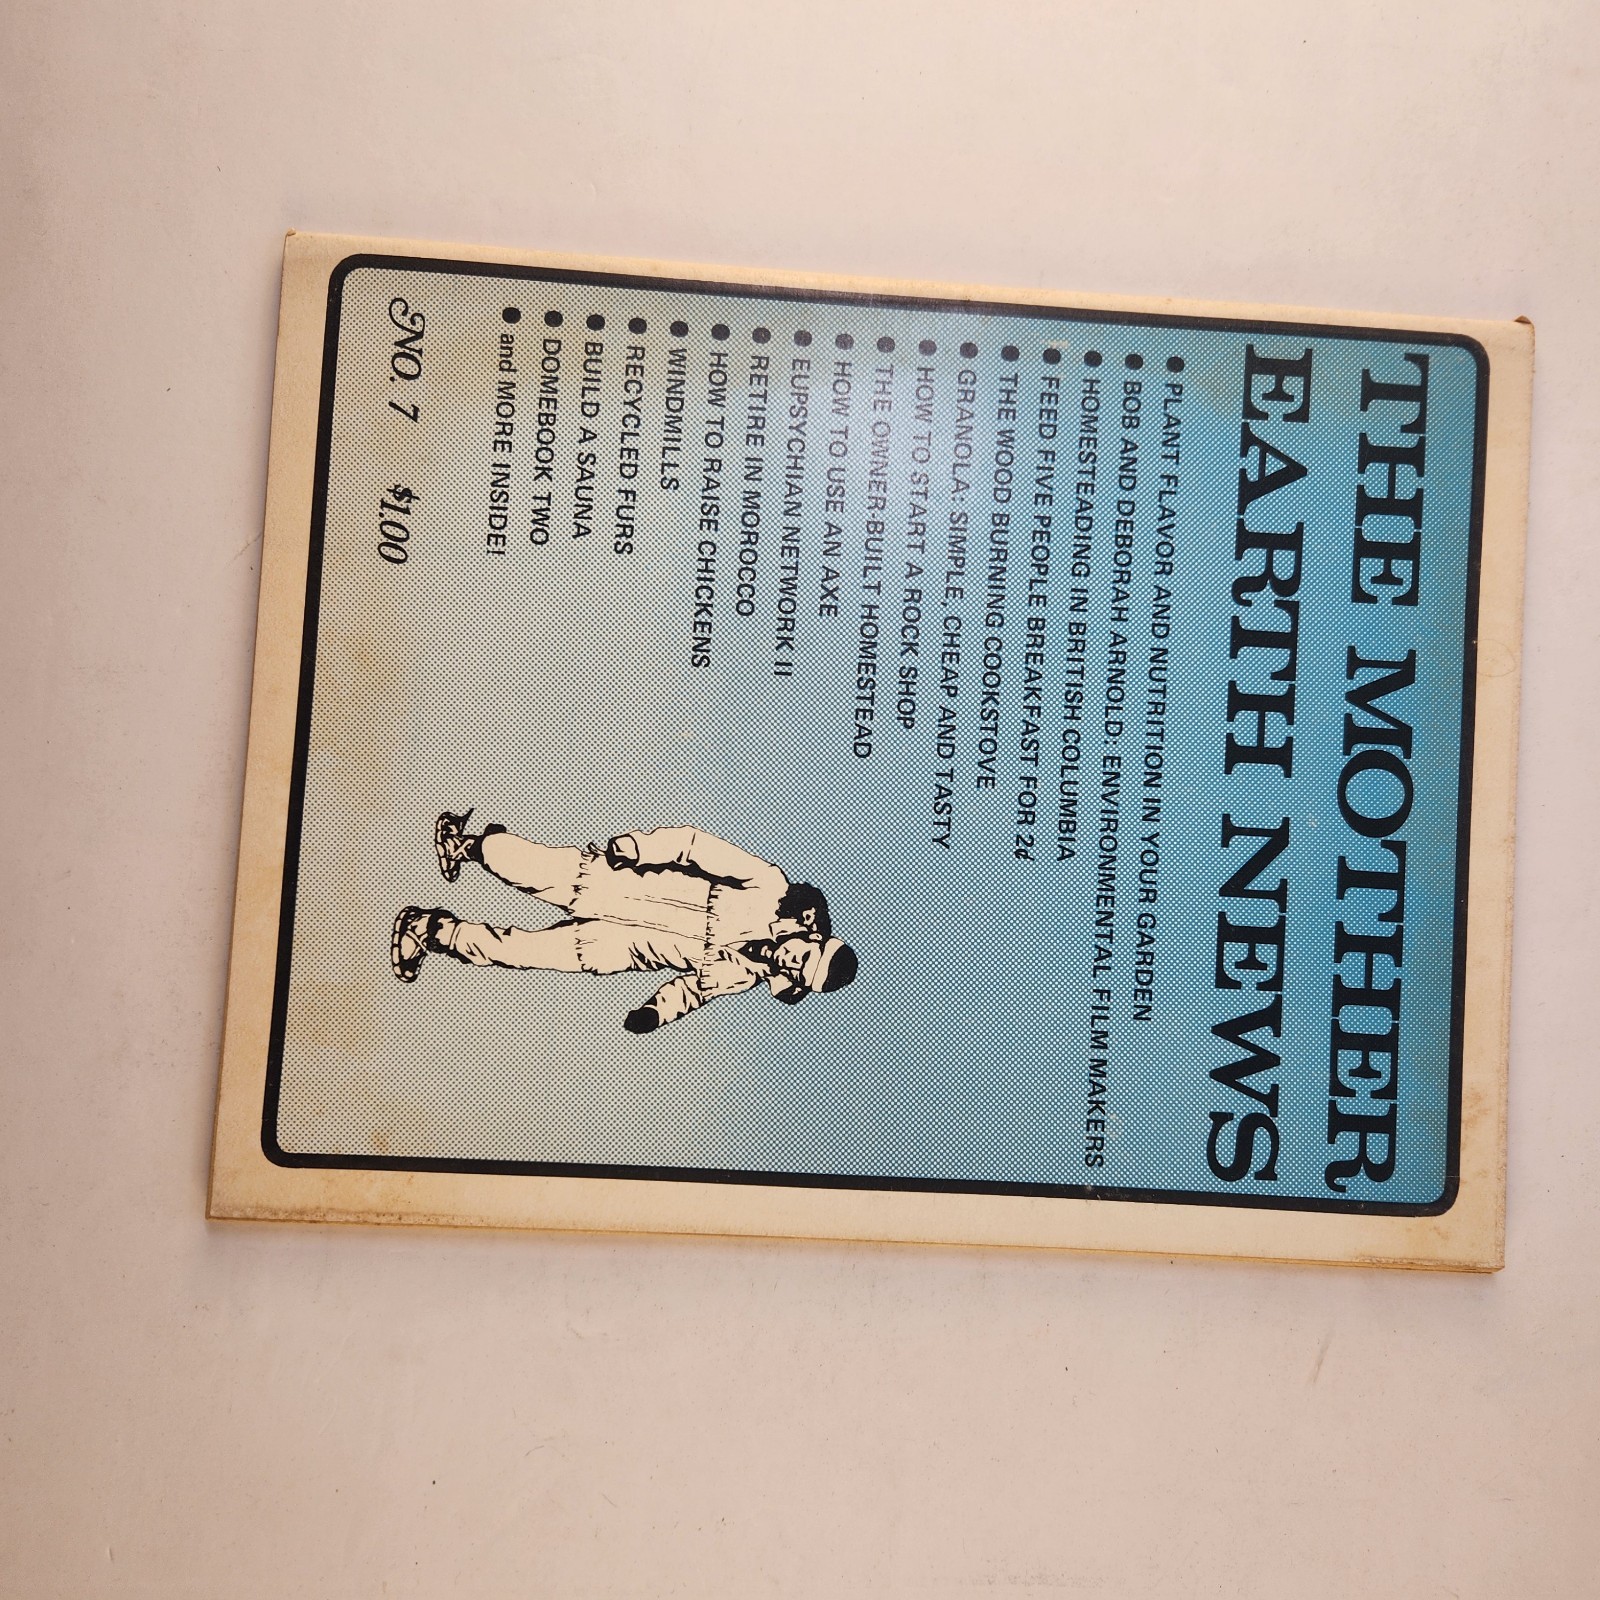 THE MOTHER
EARTH NEWS
● PLANT FLAVOR AND NUTRITION IN YOUR GARDEN
● BOB AND DEBORAH ARNOLD: ENVIRONMENTAL FILM MAKERS
● HOMESTEADING IN BRITISH COLUMBIA
● FEED FIVE PEOPLE BREAKFAST FOR 2¢
● THE WOOD BURNING COOKSTOVE
● GRANOLA: SIMPLE, CHEAP AND TASTY
● HOW TO START A ROCK SHOP
● THE OWNER-BUILT HOMESTEAD
● HOW TO USE AN AXE
● EUPSYCHIAN NETWORK II
● RETIRE IN MOROCCO
● HOW TO RAISE CHICKENS
● WINDMILLS
● RECYCLED FURS
● BUILD A SAUNA
● DOMEBOOK TWO
● and MORE INSIDE!
NO. 7 $1.00